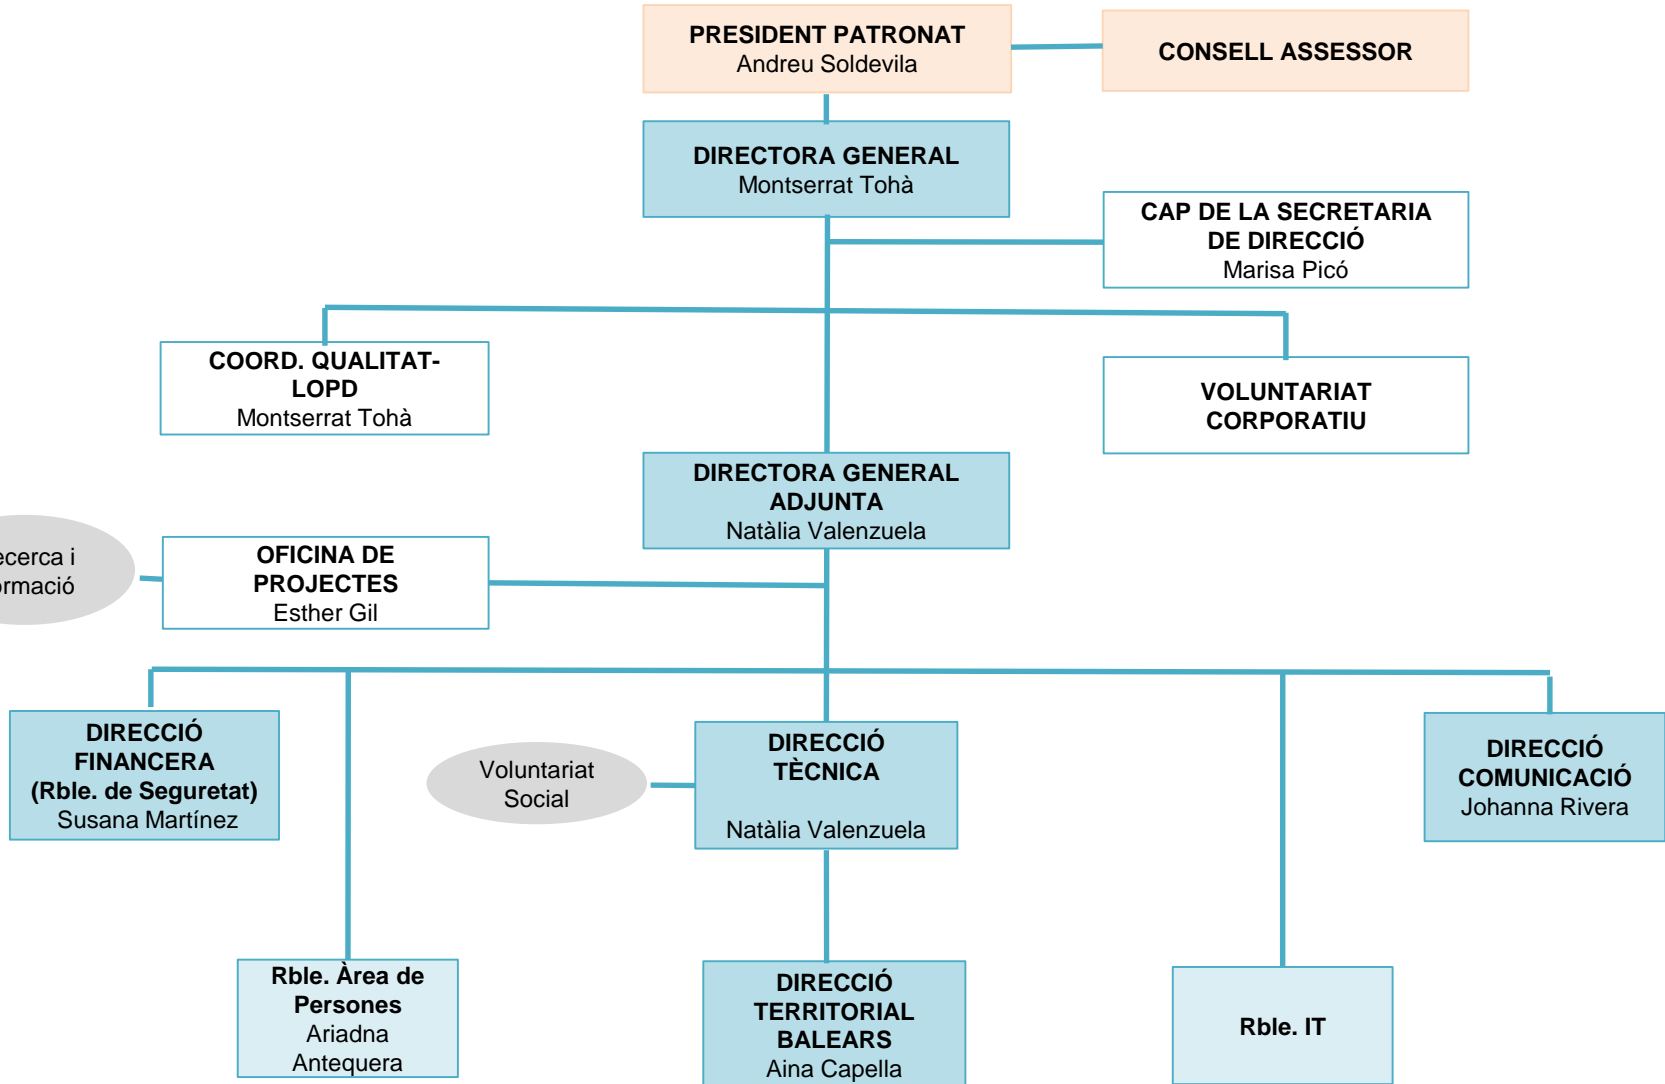 PRESIDENT PATRONAT
Andreu Soldevila
CONSELL ASSESSOR
DIRECTORA GENERAL
Montserrat Tohà
CAP DE LA SECRETARIA
DE DIRECCIÓ
Marisa Picó
COORD. QUALITAT-
LOPD
Montserrat Tohà
VOLUNTARIAT
CORPORATIU
DIRECTORA GENERAL
ADJUNTA
Natàlia Valenzuela
i
OFICINA DE
PROJECTES
Esther Gil
DIRECCIÓ
FINANCERA
(Rble. de Seguretat)
Susana Martínez
Voluntariat
Social
DIRECCIÓ
TÈCNICA
Natàlia Valenzuela
DIRECCIÓ
COMUNICACIÓ
Johanna Rivera
Rble. Àrea de
Persones
Ariadna
Antequera
DIRECCIÓ
TERRITORIAL
BALEARS
Aina Capella
Rble. IT